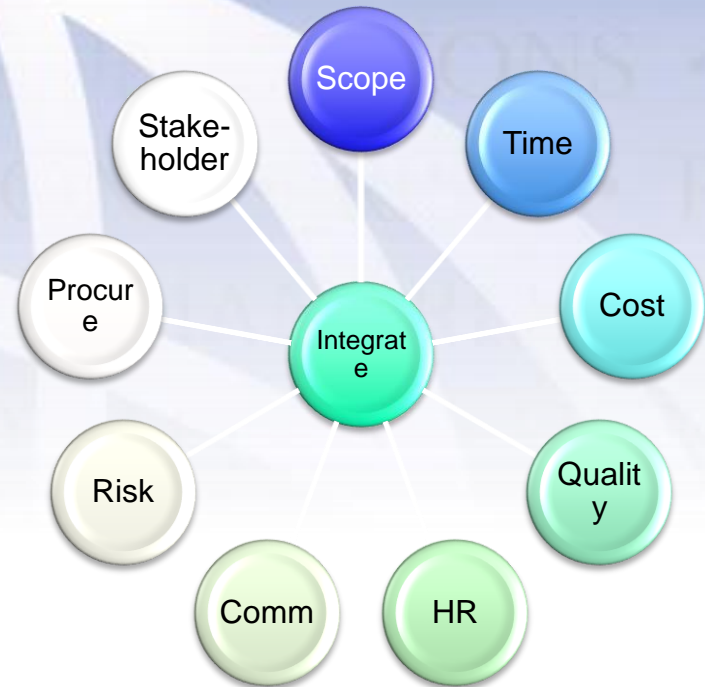 Scope
Time
Cost
Qualit
y
HR
Comm
Risk
Procur
e
Stake-
holder
Integrat
e